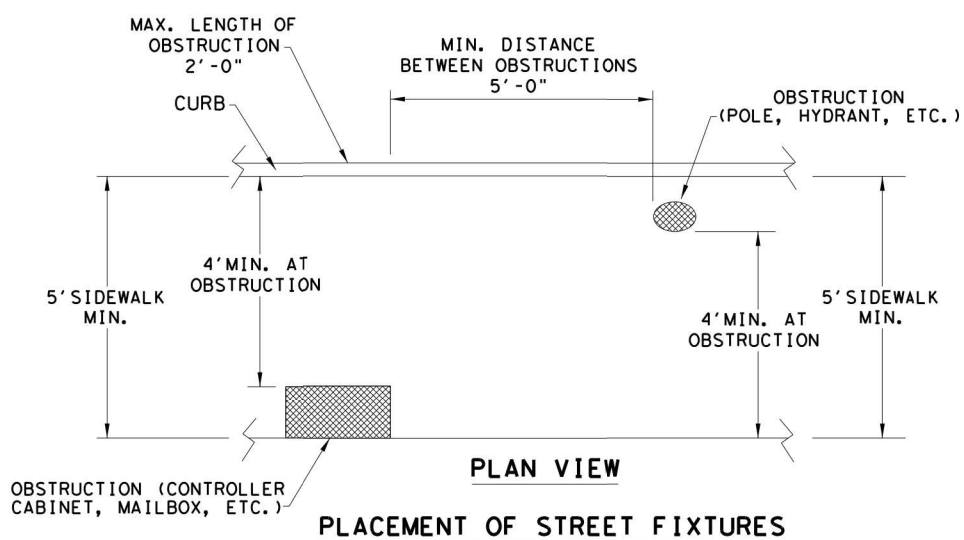 MAX. LENGTH OF
OBSTRUCTION
2'-0"
CURB
MIN. DISTANCE
BETWEEN OBSTRUCTIONS
5'-0"
OBSTRUCTION
(POLE, HYDRANT, ETC.)
5' SIDEWALK
MIN.
4' MIN. AT
OBSTRUCTION
4' MIN. AT
OBSTRUCTION
5' SIDEWALK
MIN.
OBSTRUCTION (CONTROLLER
CABINET, MAILBOX, ETC.)
PLAN VIEW
PLACEMENT OF STREET FIXTURES